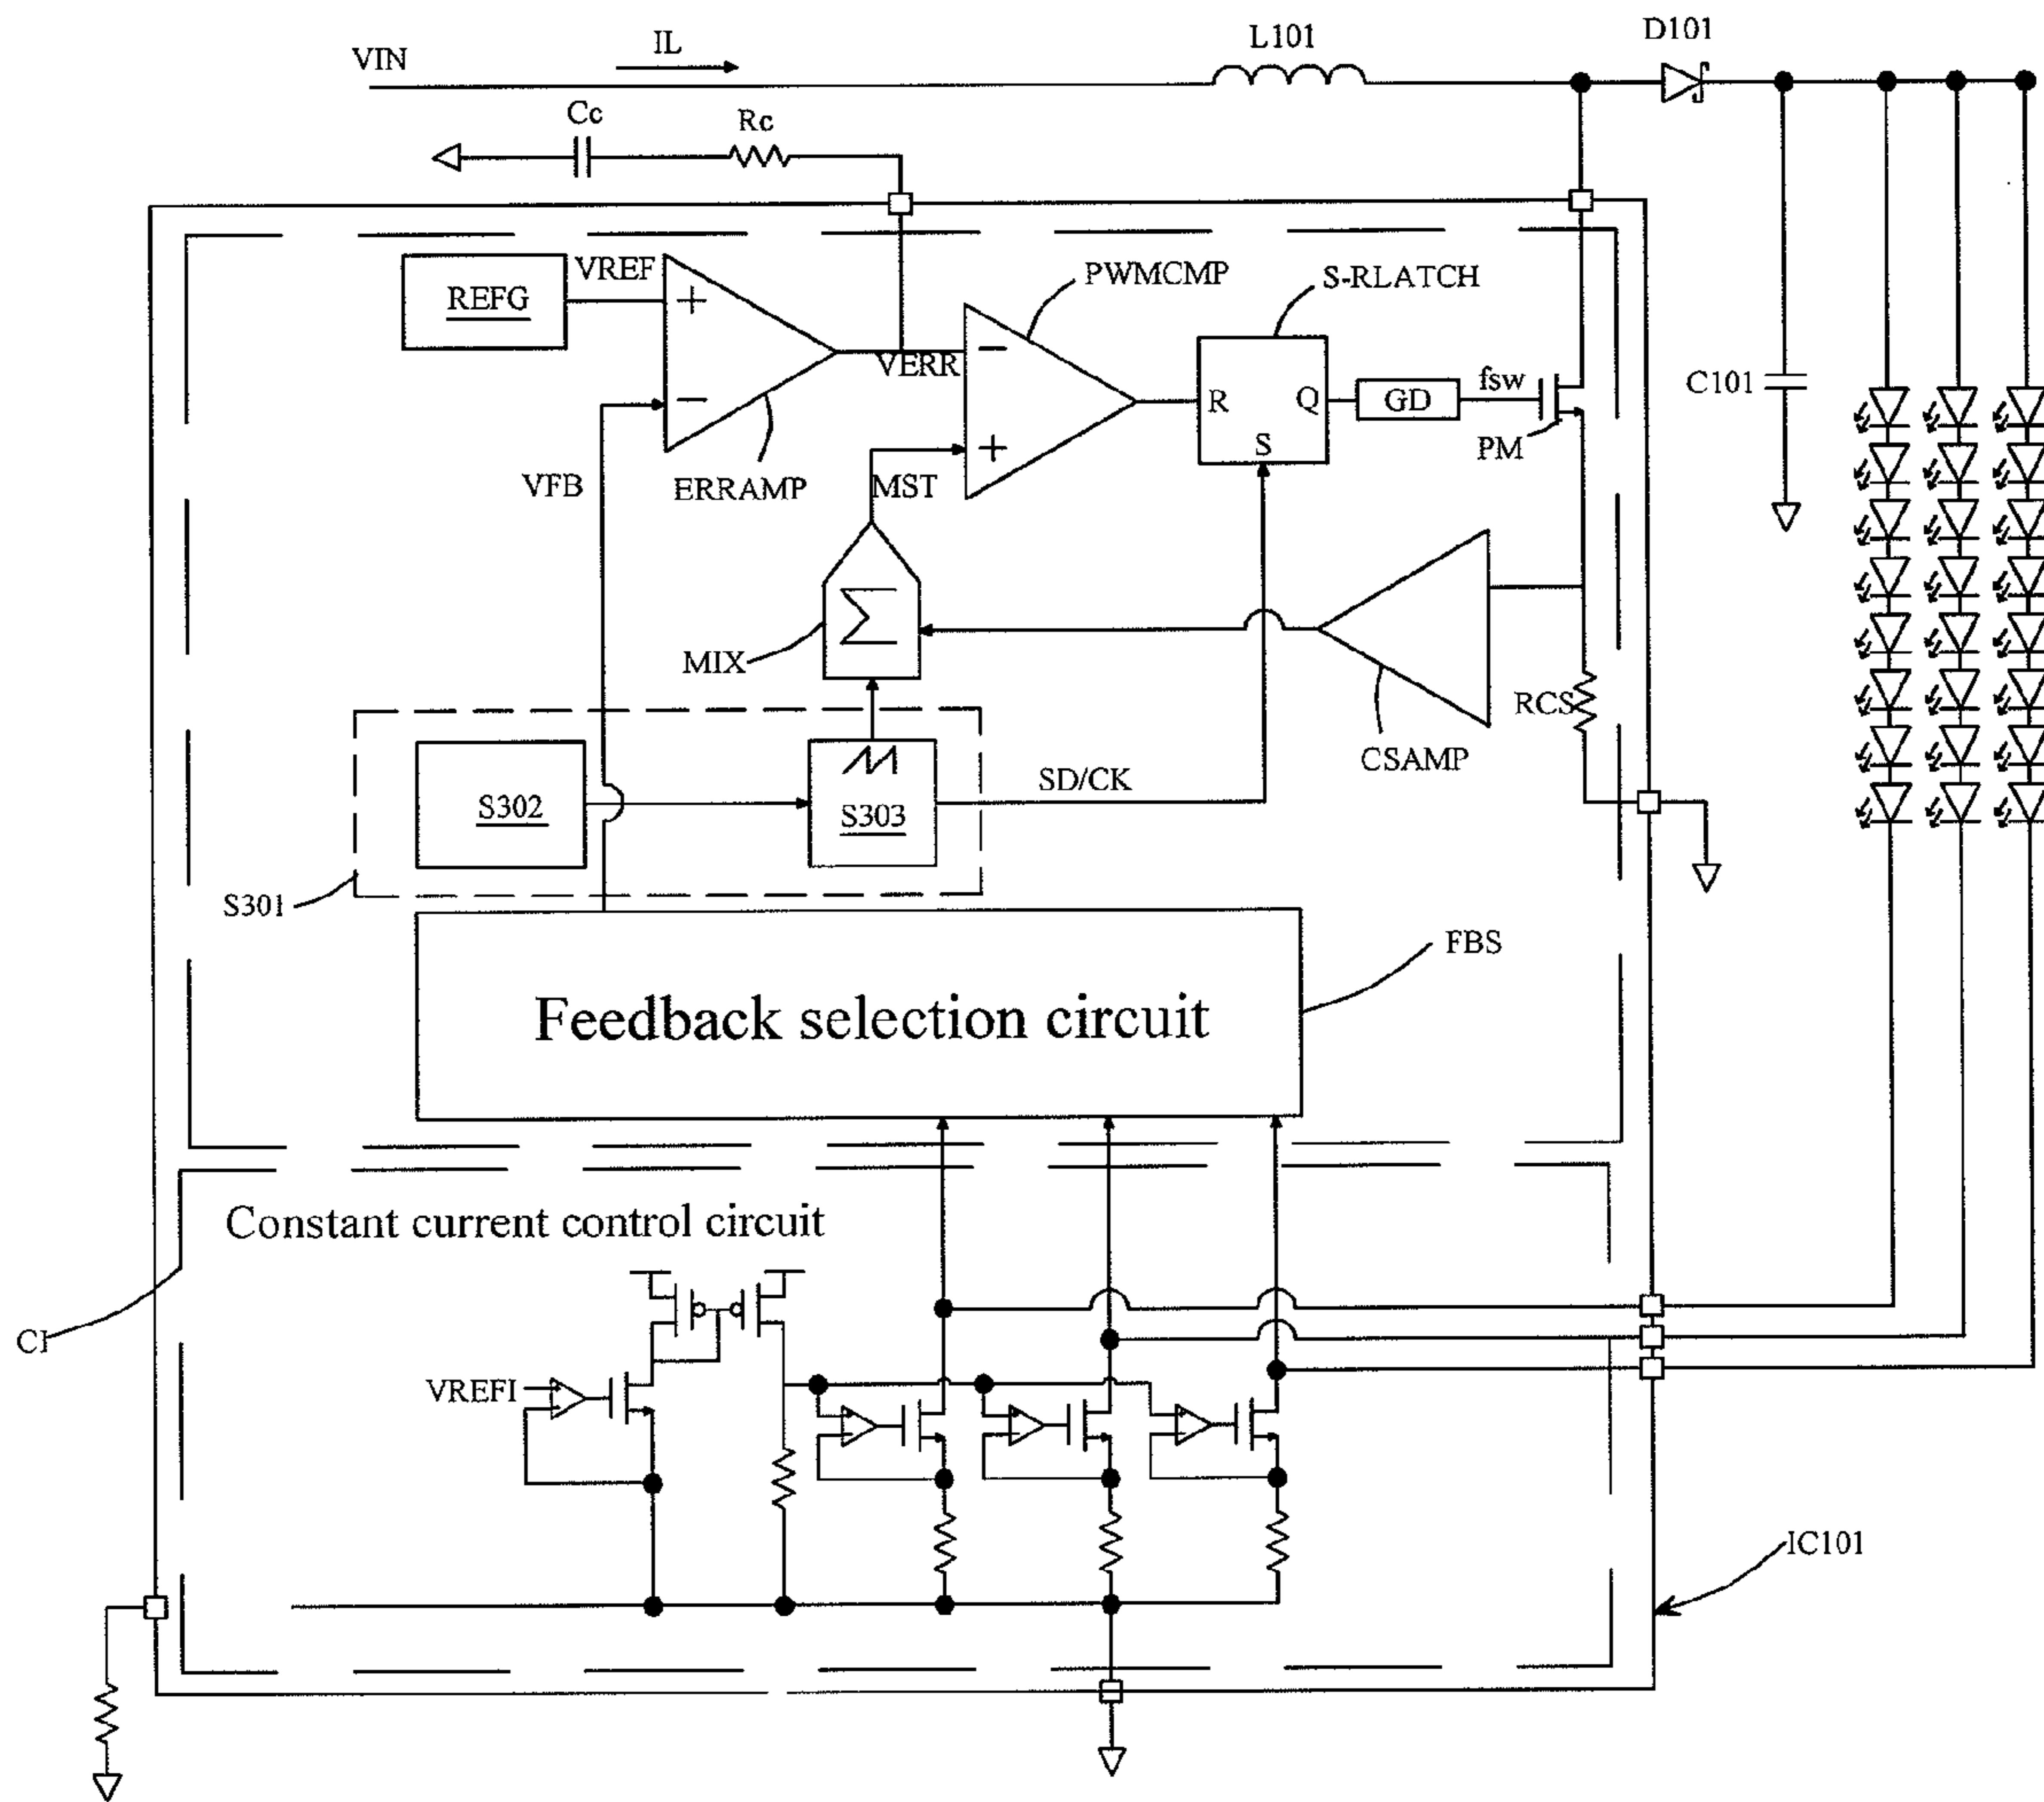 VIN
IL
L101
D101
Cc
Rc
REFG
VREF
+
−
VERR
PWMCMP
−
+
S-RLATCH
R
Q
S
GD
fsw
PM
C101
VFB
ERRAMP
MST
MIX
Σ
RCS
CSAMP
S302
S303
SD/CK
S301
FBS
Feedback selection circuit
Constant current control circuit
CI
VREFI
IC101